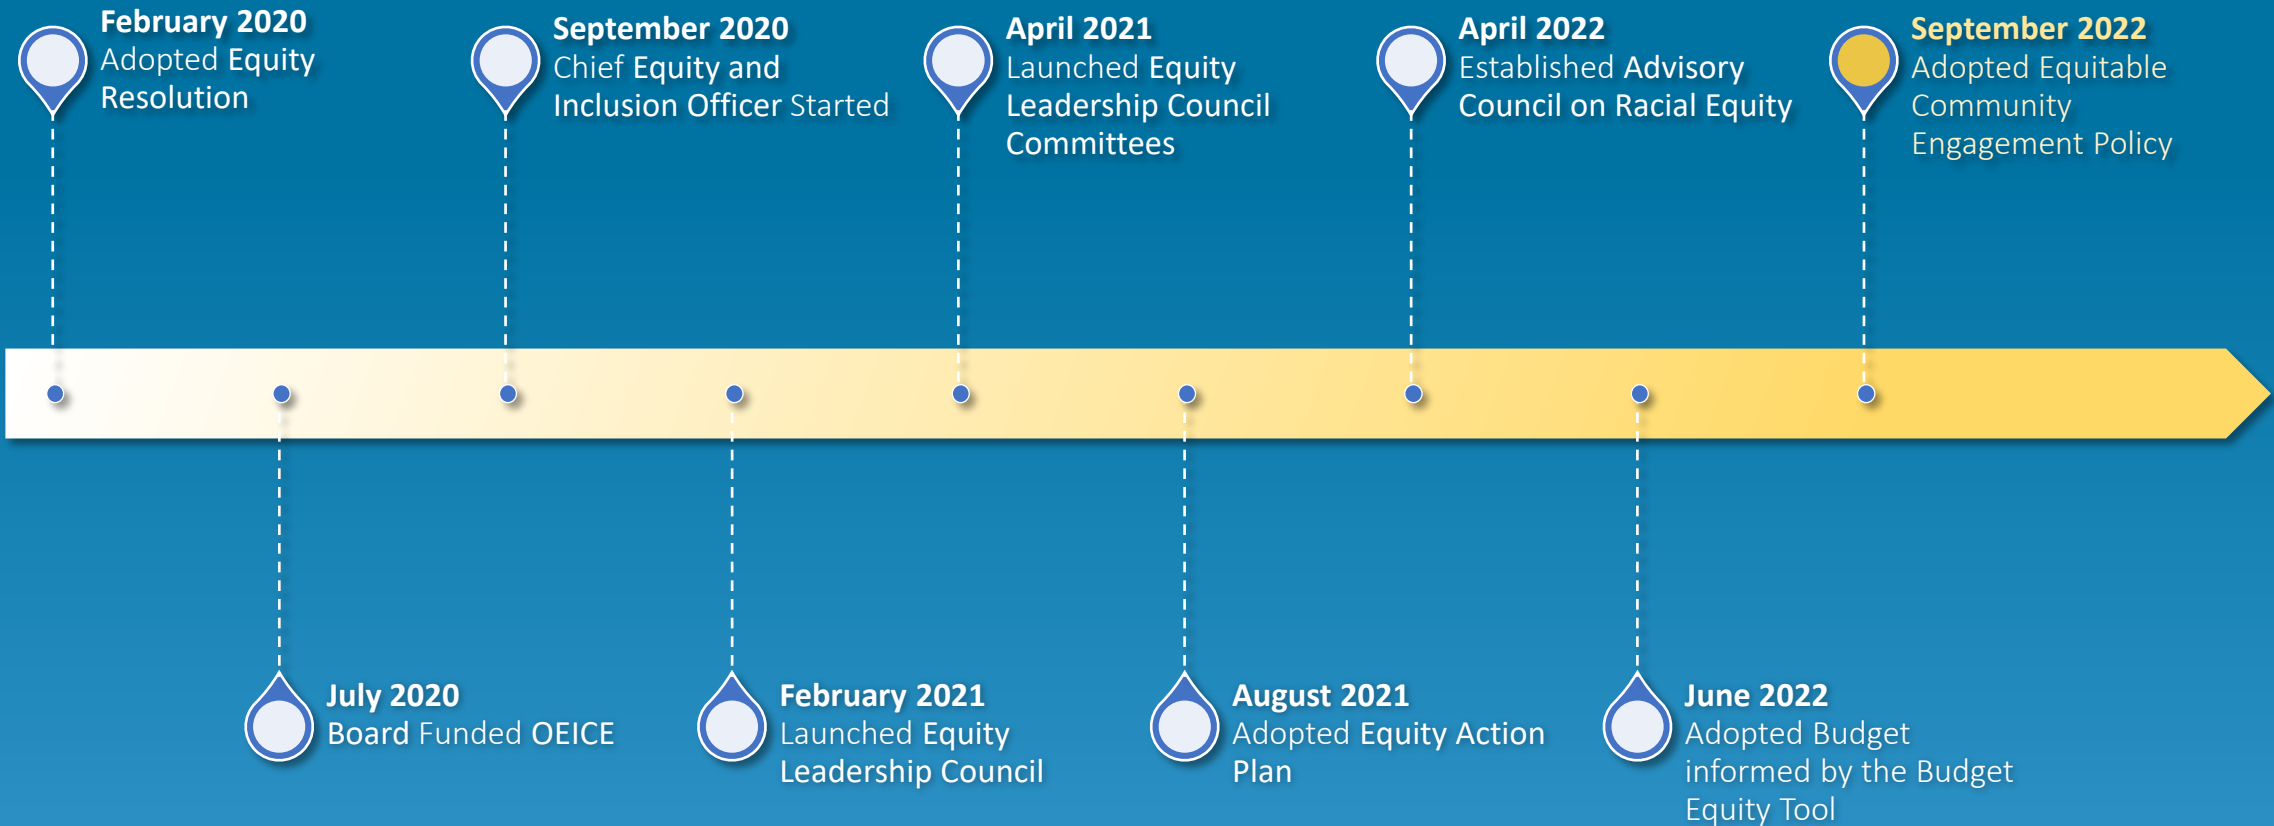 February 2020
Adopted Equity
Resolution
September 2020
Chief Equity and
Inclusion Officer Started
April 2021
Launched Equity
Leadership Council
Committees
April 2022
Established Advisory
Council on Racial Equity
September 2022
Adopted Equitable
Community
Engagement Policy
July 2020
Board Funded OEICE
February 2021
Launched Equity
Leadership Council
August 2021
Adopted Equity Action
Plan
June 2022
Adopted Budget
informed by the Budget
Equity Tool